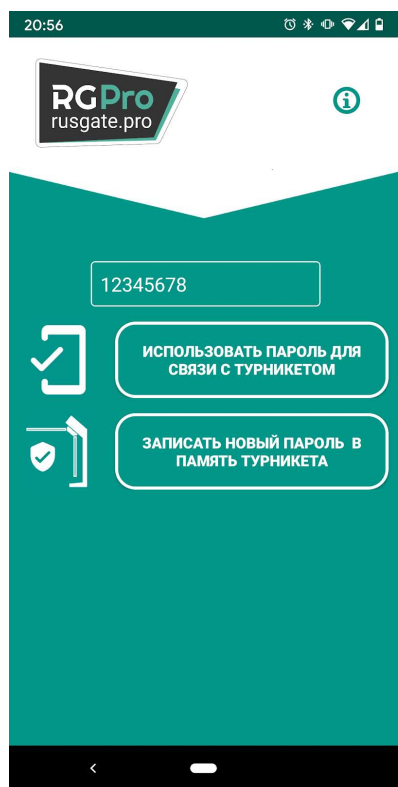 20:56
RGPro
rusgate.pro
12345678
ИСПОЛЬЗОВАТЬ ПАРОЛЬ ДЛЯ
СВЯЗИ С ТУРНИКЕТОМ
ЗАПИСАТЬ НОВЫЙ ПАРОЛЬ В
ПАМЯТЬ ТУРНИКЕТА